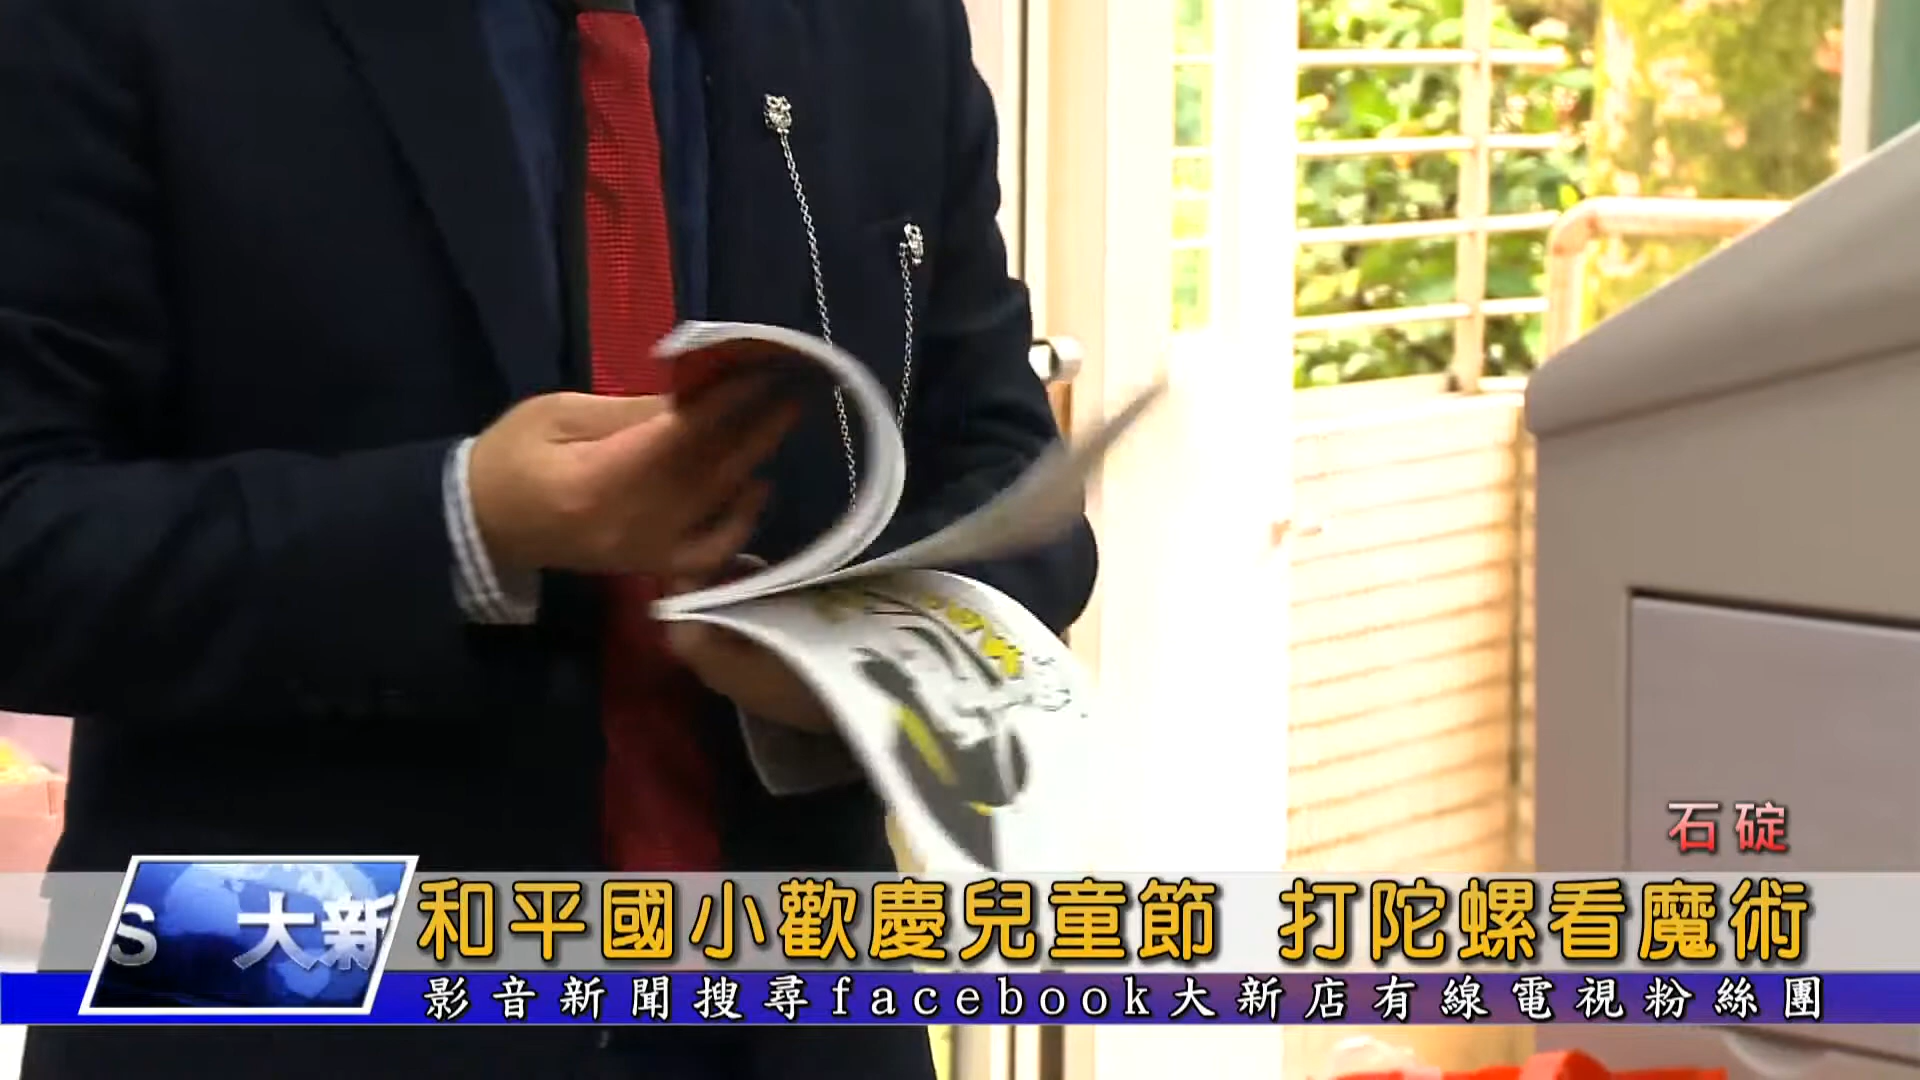 石碇
S 大新
和平國小歡慶兒童節 打陀螺看魔術
影音新聞搜尋facebook大新店有線電視粉絲團